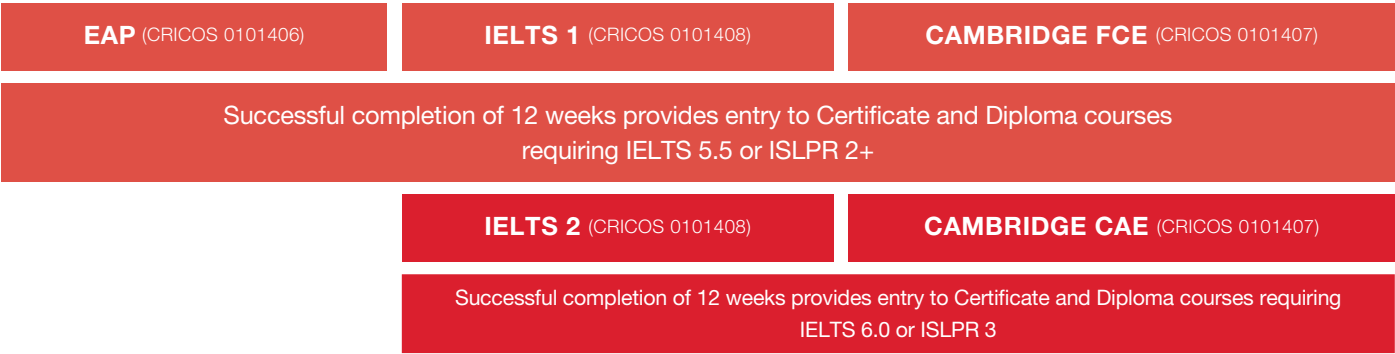 EAP (CRICOS 0101406)
IELTS 1 (CRICOS 0101408)
CAMBRIDGE FCE (CRICOS 0101407)
Successful completion of 12 weeks provides entry to Certificate and Diploma courses
requiring IELTS 5.5 or ISLPR 2+
IELTS 2 (CRICOS 0101408)
CAMBRIDGE CAE (CRICOS 0101407)
Successful completion of 12 weeks provides entry to Certificate and Diploma courses requiring
IELTS 6.0 or ISLPR 3